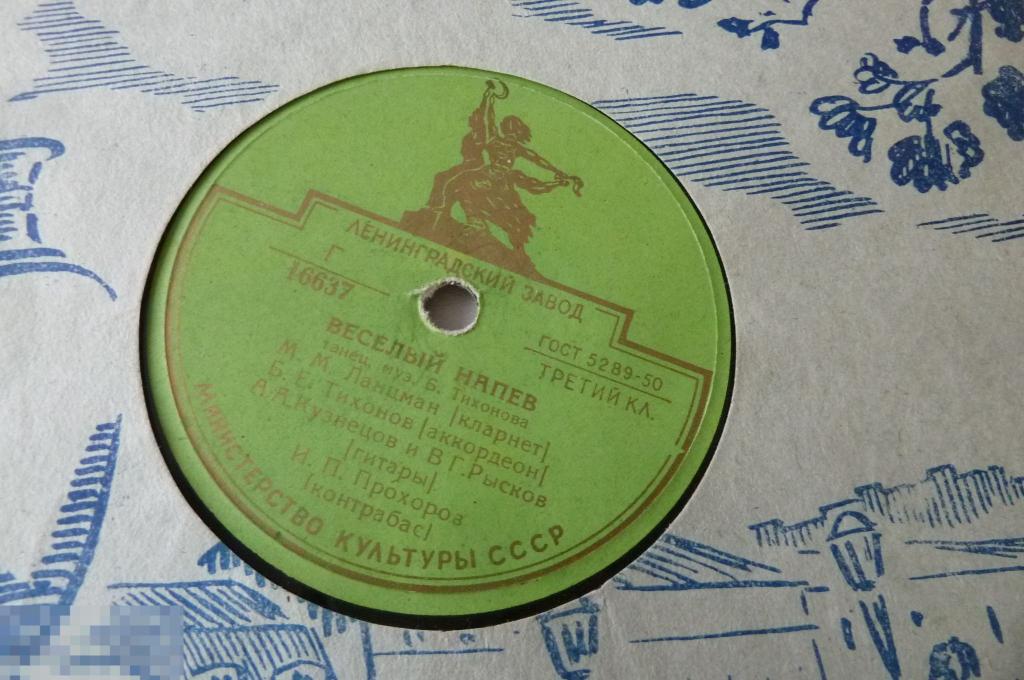 ЛЕНИНГРАДСКИЙ ЗАВОД
Г
16637
ГОСТ 5289-50
ТРЕТИЙ КЛ.
ВЕСЕЛЫЙ НАПЕВ
танец, муз. Б. Тихонова
М. М. Ланцман [кларнет]
Б. Е. Тихонов [аккордеон[
А.А.Кузнецов и В.Г.Рысков
[гитары]
И. П. Прохоров
[контрабас]
МИНИСТЕРСТВО КУЛЬТУРЫ СССР